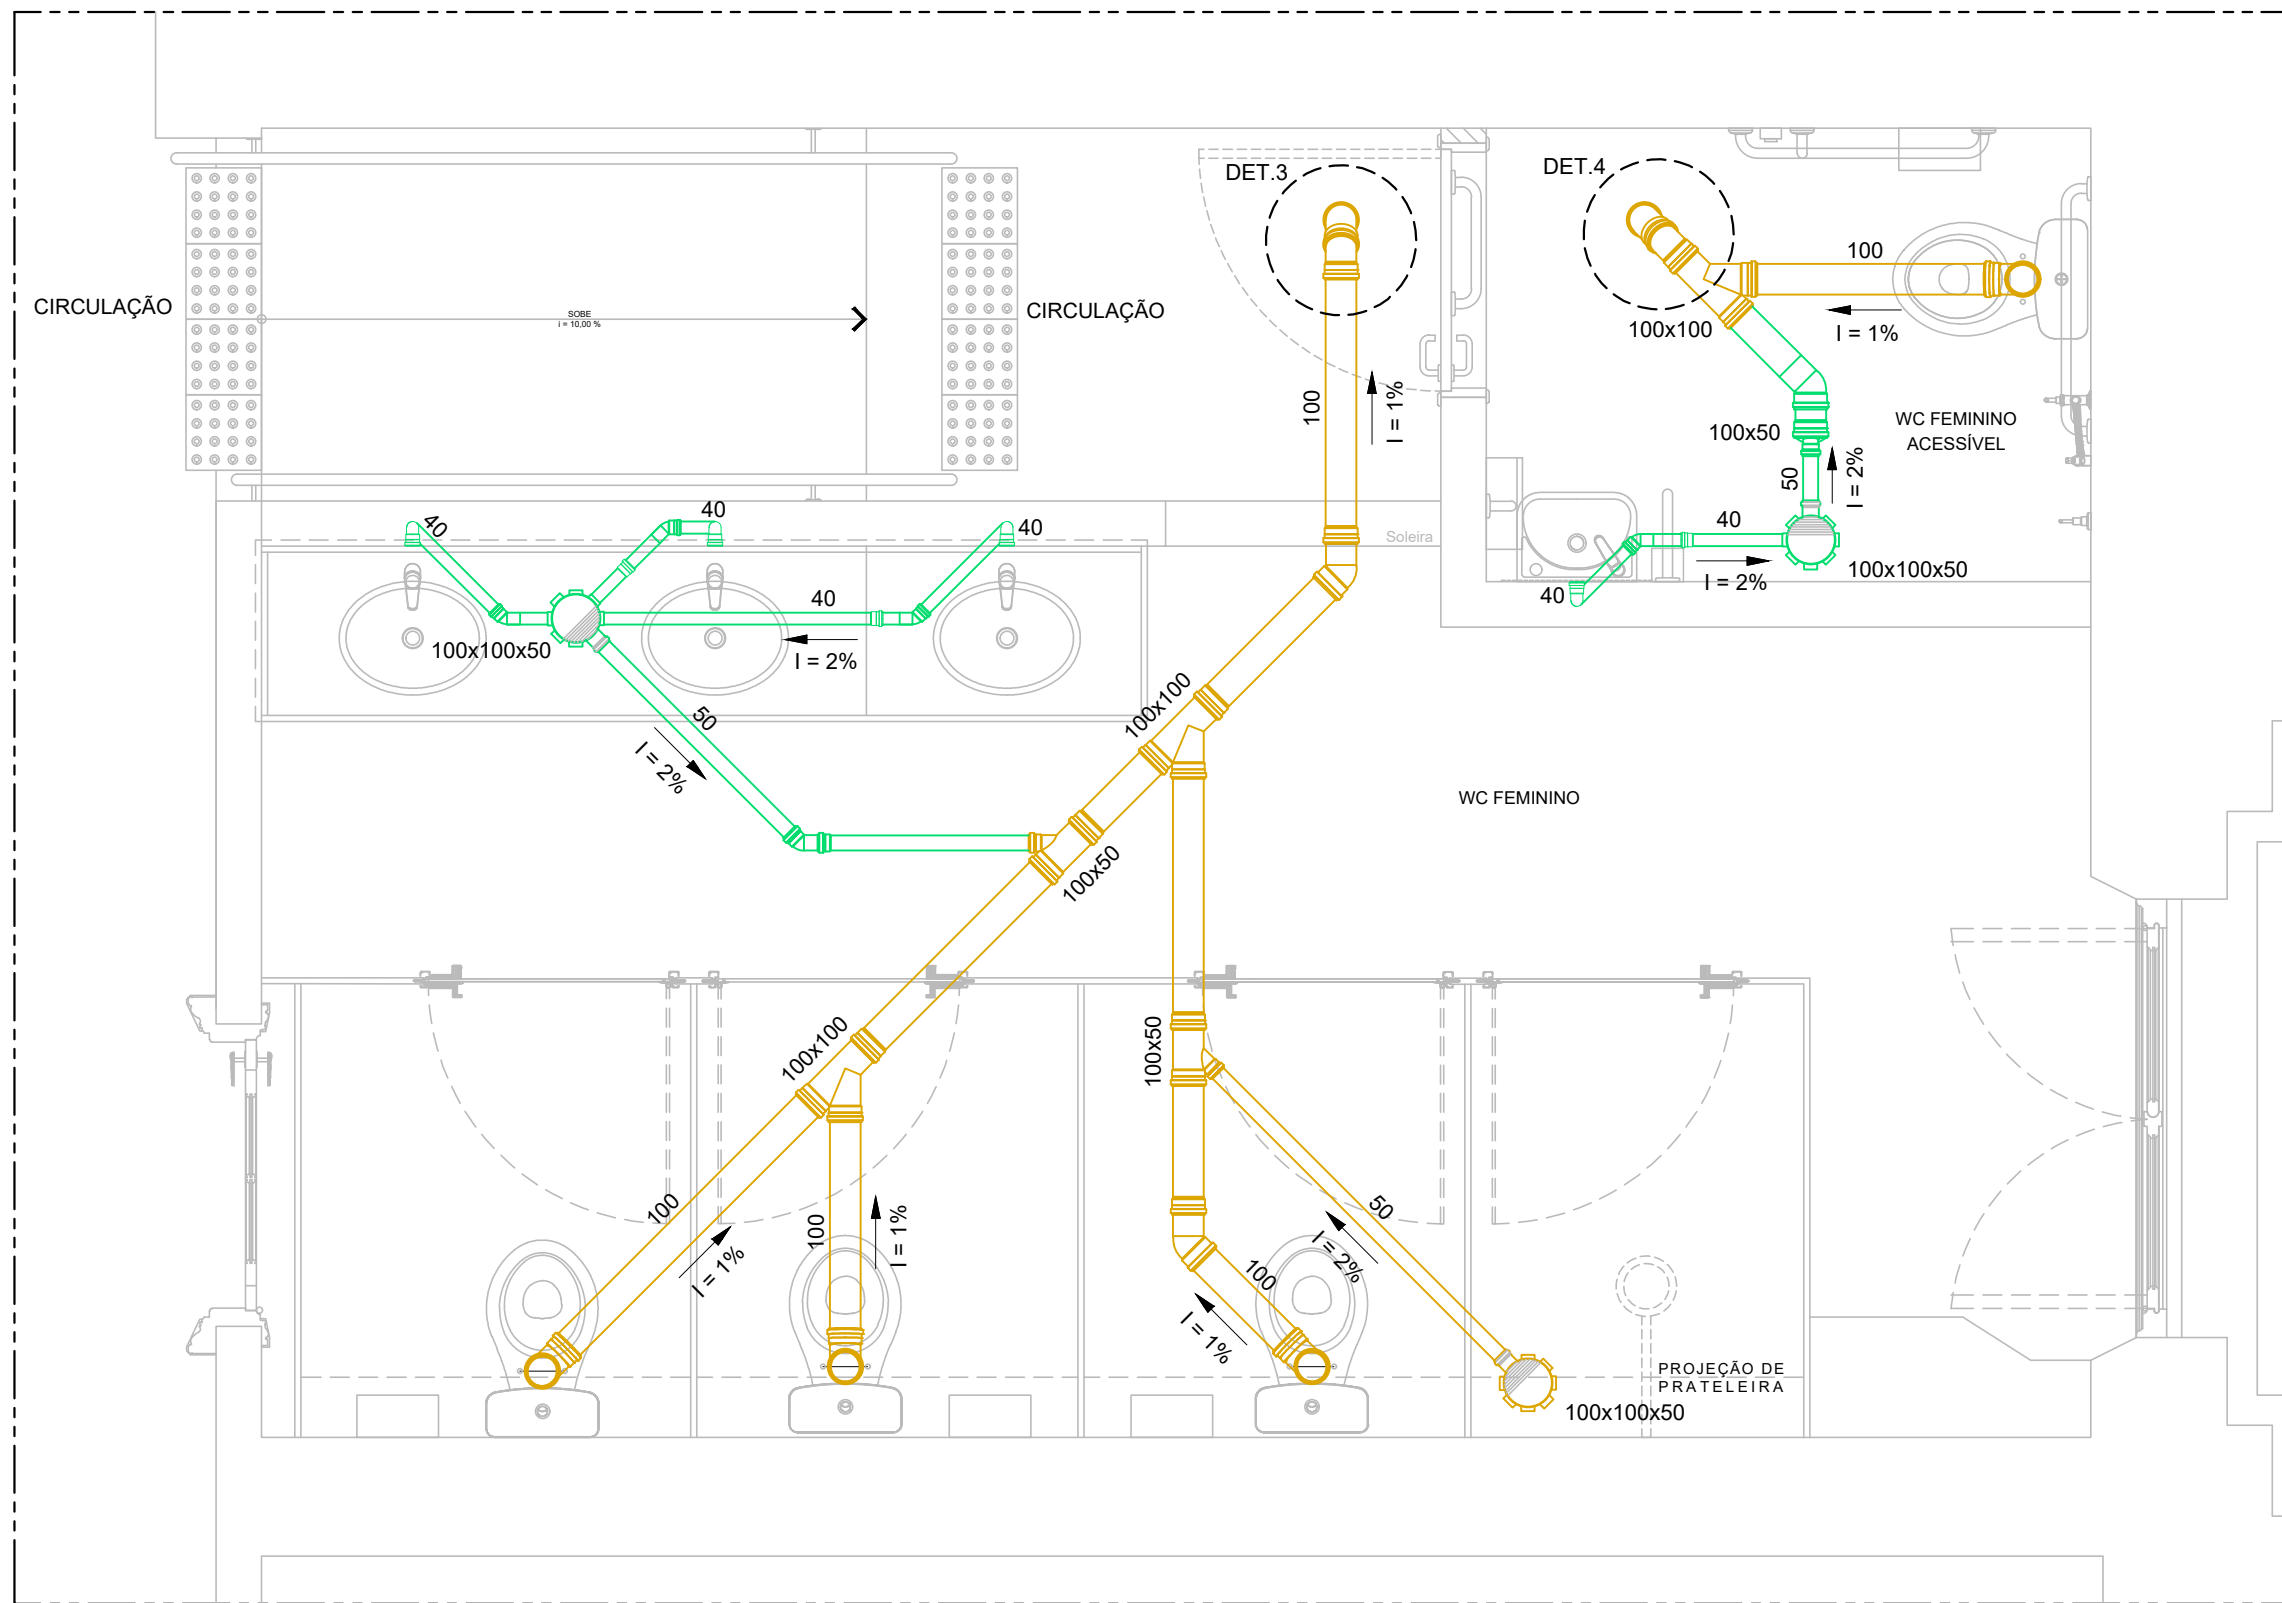 DET.3
DET.4
100
CIRCULAÇÃO
SOBE
i = 10,00 %
CIRCULAÇÃO
100x100
I = 1%
100
I = 1%
WC FEMININO
ACESSÍVEL
100x50
50
I = 2%
40
40
40
Soleira
40
100x100x50
I = 2%
40
40
100x100x50
I = 2%
100x100
50
I = 2%
WC FEMININO
100x50
100x100
100x50
100
I = 1%
100
I = 1%
100
I = 1%
50
I = 2%
PROJEÇÃO DE
PRATELEIRA
100x100x50